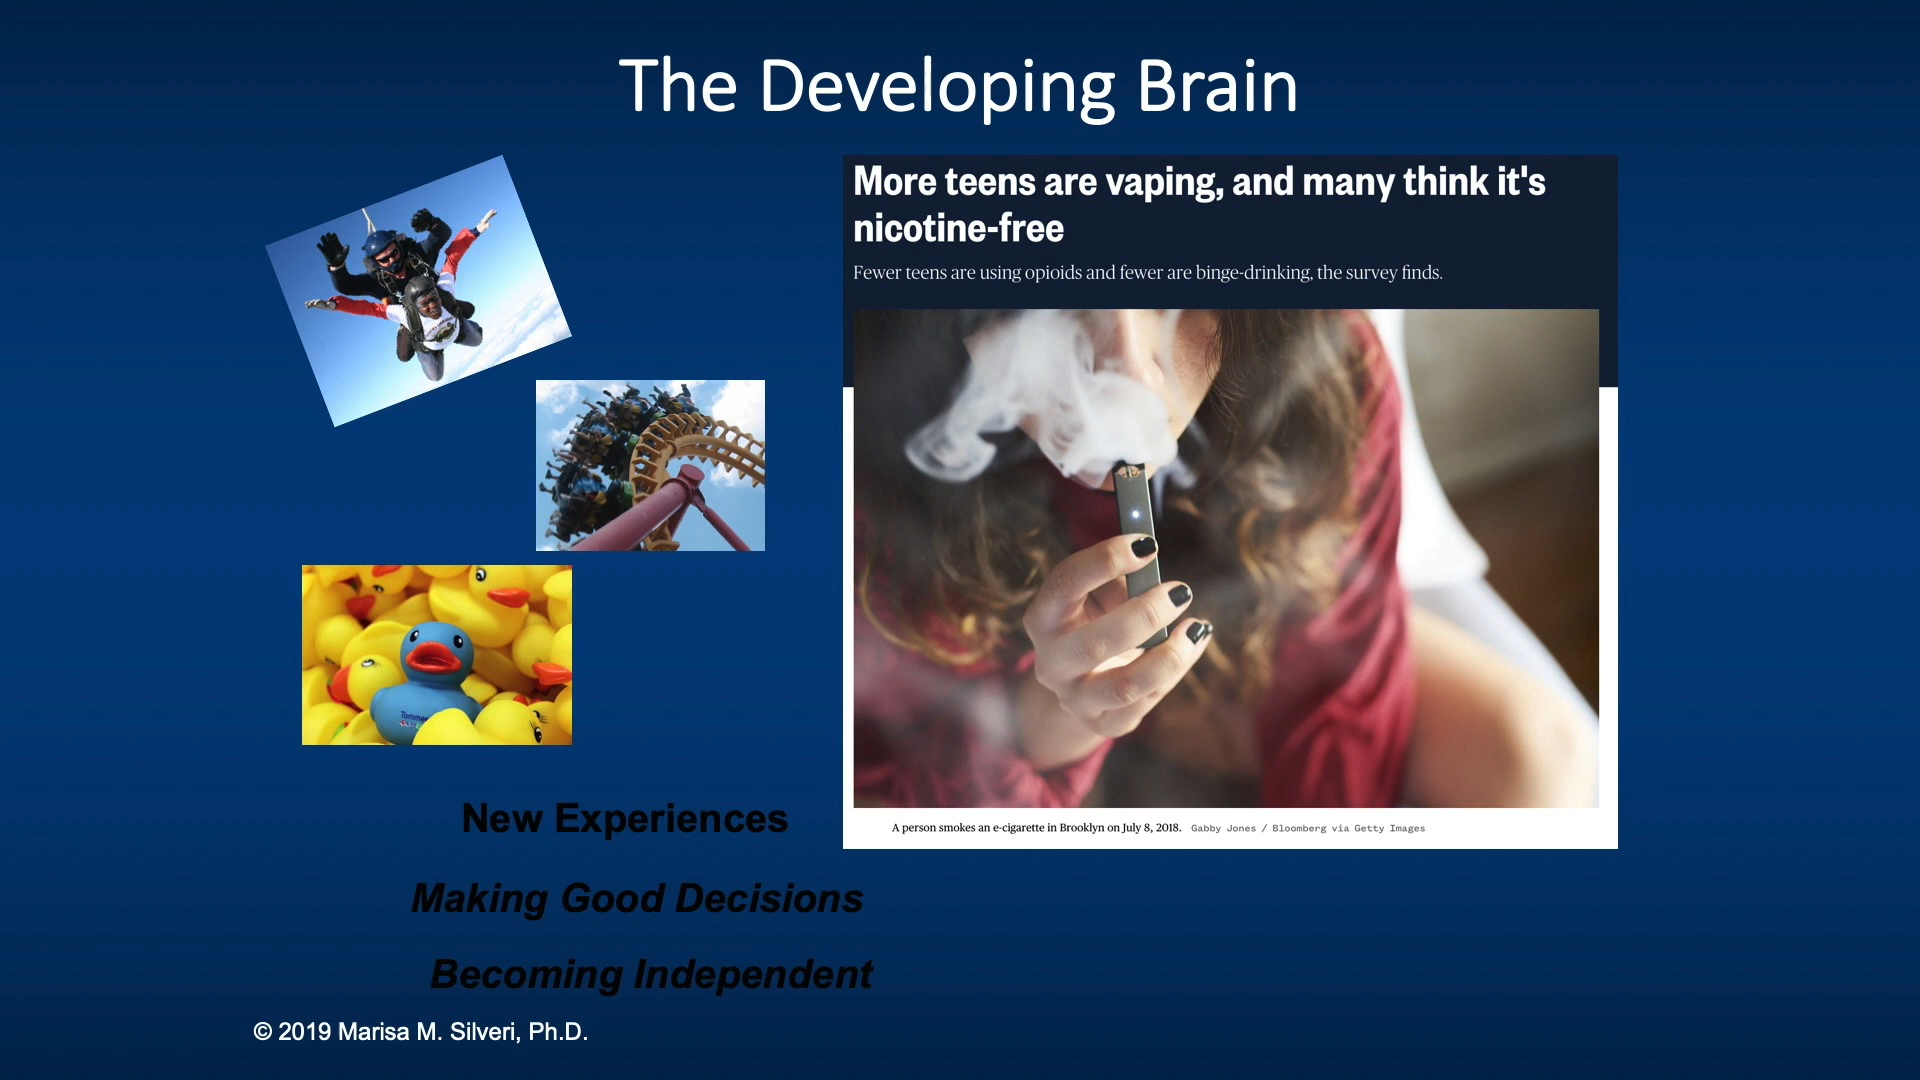 The Developing Brain
More teens are vaping, and many think it's
nicotine-free
Fewer teens are using opioids and fewer are binge-drinking, the survey finds.
A person smokes an e-cigarette in Brooklyn on July 8, 2018. Gabby Jones / Bloomberg via Getty Images
New Experiences
Making Good Decisions
Becoming Independent
© 2019 Marisa M. Silveri, Ph.D.